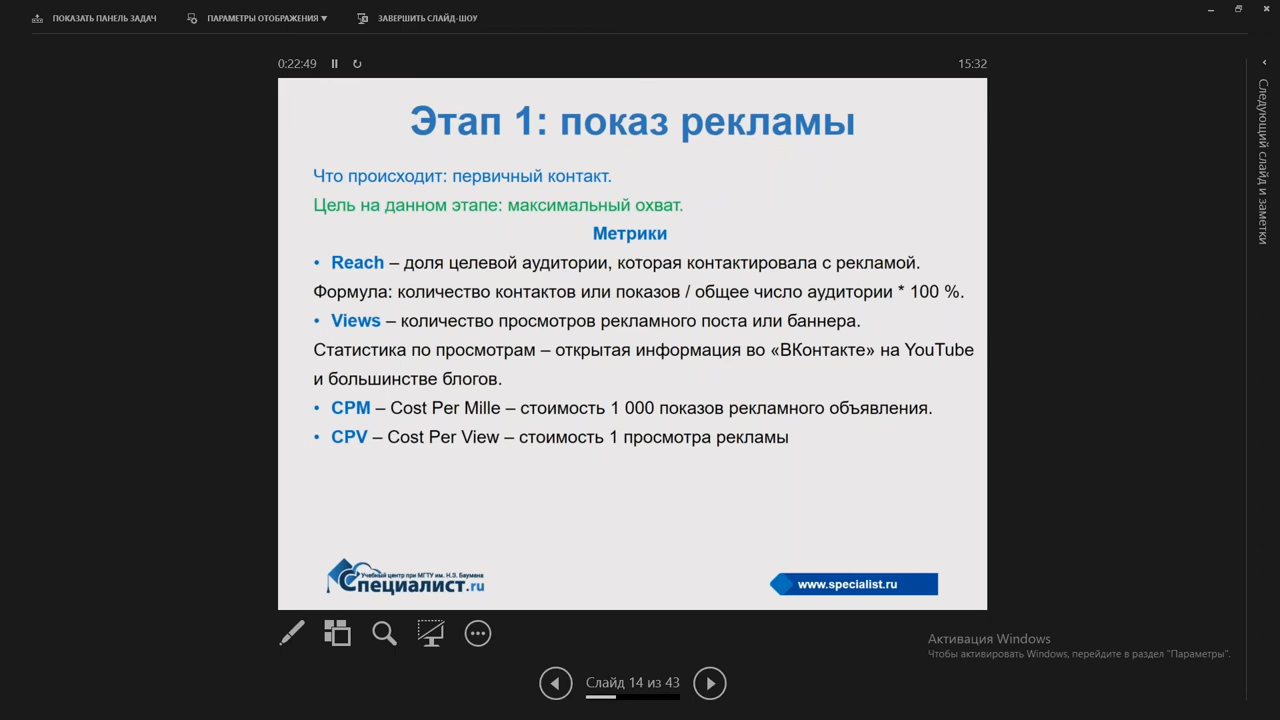 ПОКАЗАТЬ ПАНЕЛЬ ЗАДАЧ
ПАРАМЕТРЫ ОТОБРАЖЕНИЯ ▼
ЗАВЕРШИТЬ СЛАЙД-ШОУ
0:22:49
15:32
Этап 1: показ рекламы
Что происходит: первичный контакт.
Цель на данном этапе: максимальный охват.
Метрики
• Reach – доля целевой аудитории, которая контактировала с рекламой.
Формула: количество контактов или показов / общее число аудитории * 100 %.
• Views – количество просмотров рекламного поста или баннера.
Статистика по просмотрам – открытая информация во «ВКонтакте» на YouTube
и большинстве блогов.
• CPM – Cost Per Mille – стоимость 1 000 показов рекламного объявления.
• CPV – Cost Per View – стоимость 1 просмотра рекламы
Учебный центр при МГТУ им. Н.Э. Баумана
Специалист.ru
www.specialist.ru
Следующий слайд и заметки
Активация Windows
Чтобы активировать Windows, перейдите в раздел "Параметры".
Слайд 14 из 43